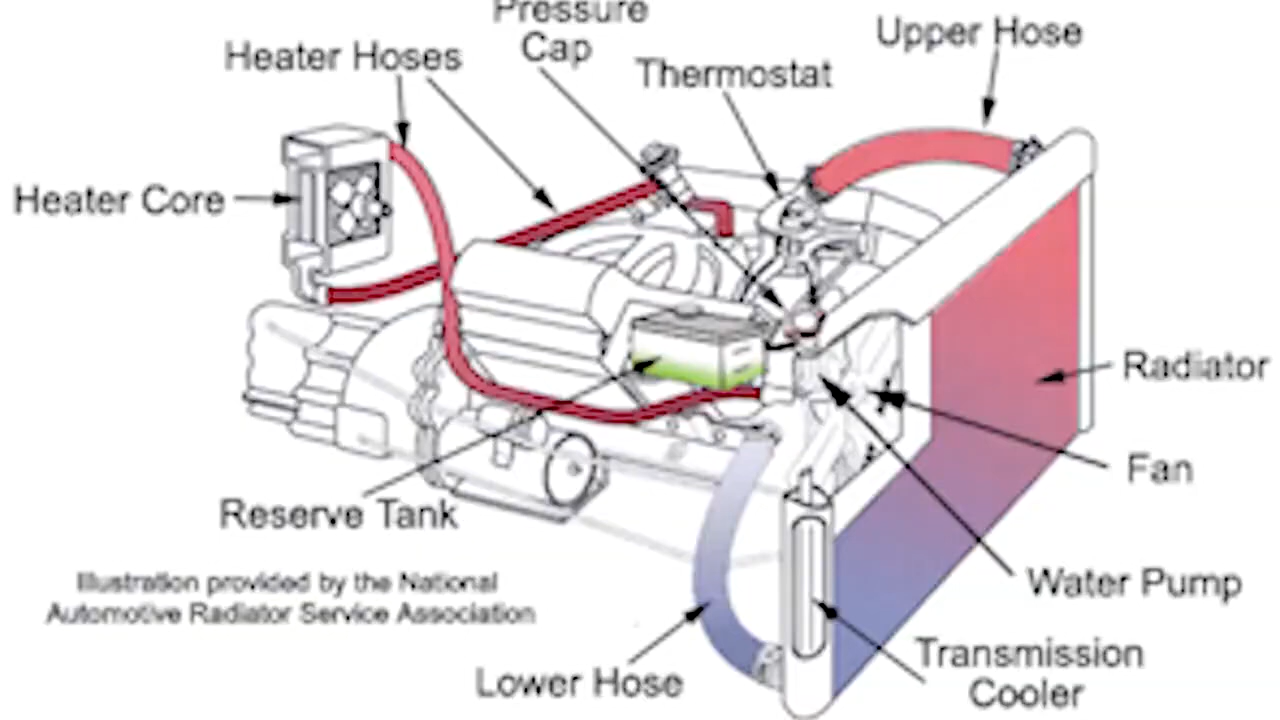 Pressure
Cap
Upper Hose
Heater Hoses
Thermostat
Heater Core
Radiator
Fan
Reserve Tank
Water Pump
Illustration provided by the National
Automotive Radiator Service Association
Transmission
Cooler
Lower Hose